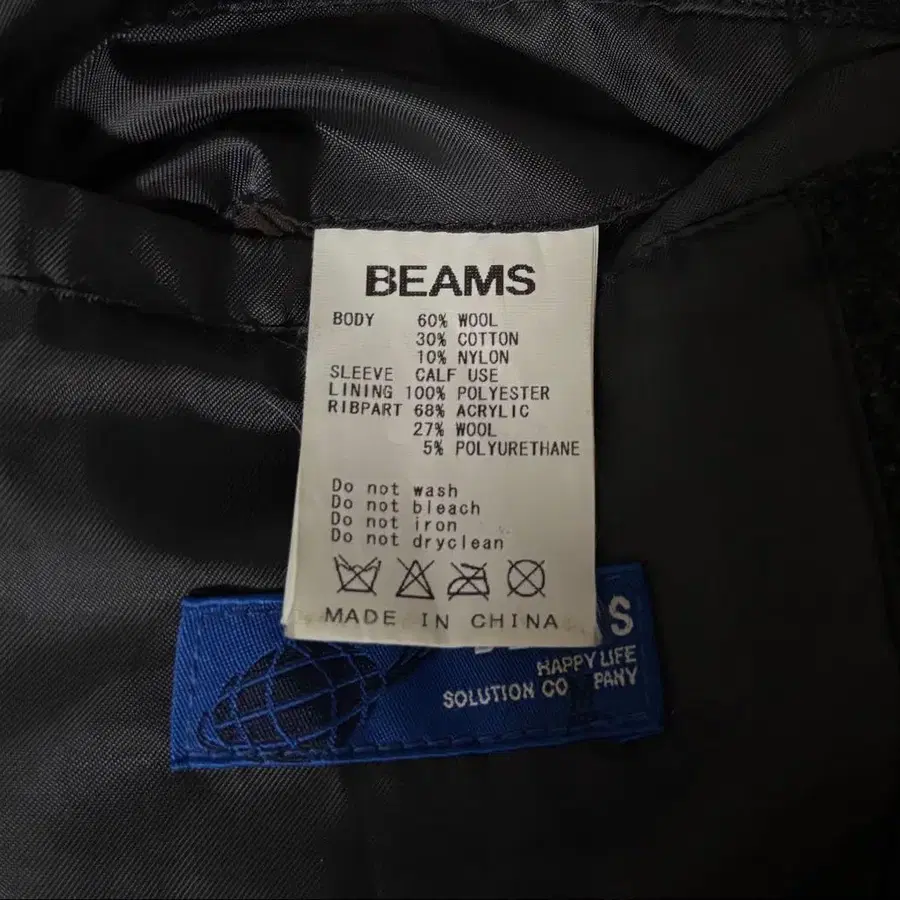 BEAMS
BODY 60% WOOL
30% COTTON
10% NYLON
SLEEVE CALF USE
LINING 100% POLYESTER
RIBPART 68% ACRYLIC
27% WOOL
5% POLYURETHANE
Do not wash
Do not bleach
Do not iron
Do not dryclean
MADE IN CHINA
HAPPY LIFE
SOLUTION COMPANY